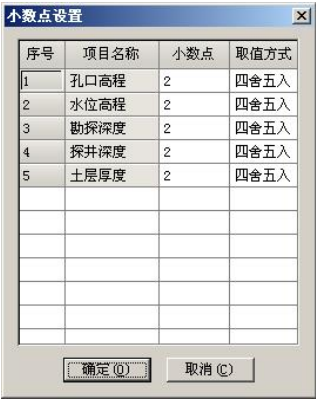 小数点设置
序号 项目名称 小数点 取值方式
1 孔口高程 2 四舍五入
2 水位高程 2 四舍五入
3 勘探深度 2 四舍五入
4 探井深度 2 四舍五入
5 土层厚度 2 四舍五入
确定(O) 取消(C)